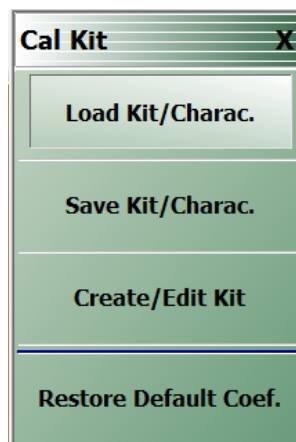 Cal Kit X
Load Kit/Charac.
Save Kit/Charac.
Create/Edit Kit
Restore Default Coef.